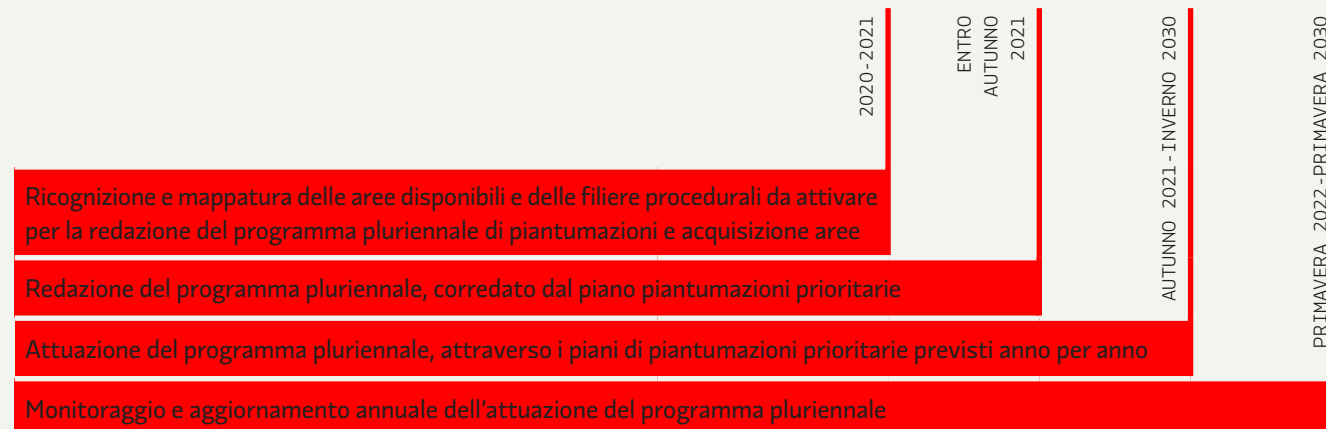 2020-2021
ENTRO
AUTUNNO
2021
AUTUNNO 2021-INVERNO 2030
PRIMAVERA 2022-PRIMAVERA 2030
Ricognizione e mappatura delle aree disponibili e delle filiere procedurali da attivare
per la redazione del programma pluriennale di piantumazioni e acquisizione aree
Redazione del programma pluriennale, corredato dal piano piantumazioni prioritarie
Attuazione del programma pluriennale, attraverso i piani di piantumazioni prioritarie previsti anno per anno
Monitoraggio e aggiornamento annuale dell’attuazione del programma pluriennale